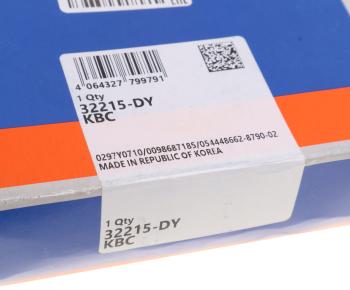 4 064327 799791
1 Qty
32215-DY
KBC
0297Y0710/0098687185/054448662-8790-02
MADE IN REPUBLIC OF KOREA
1 Qty
32215-DY
KBC